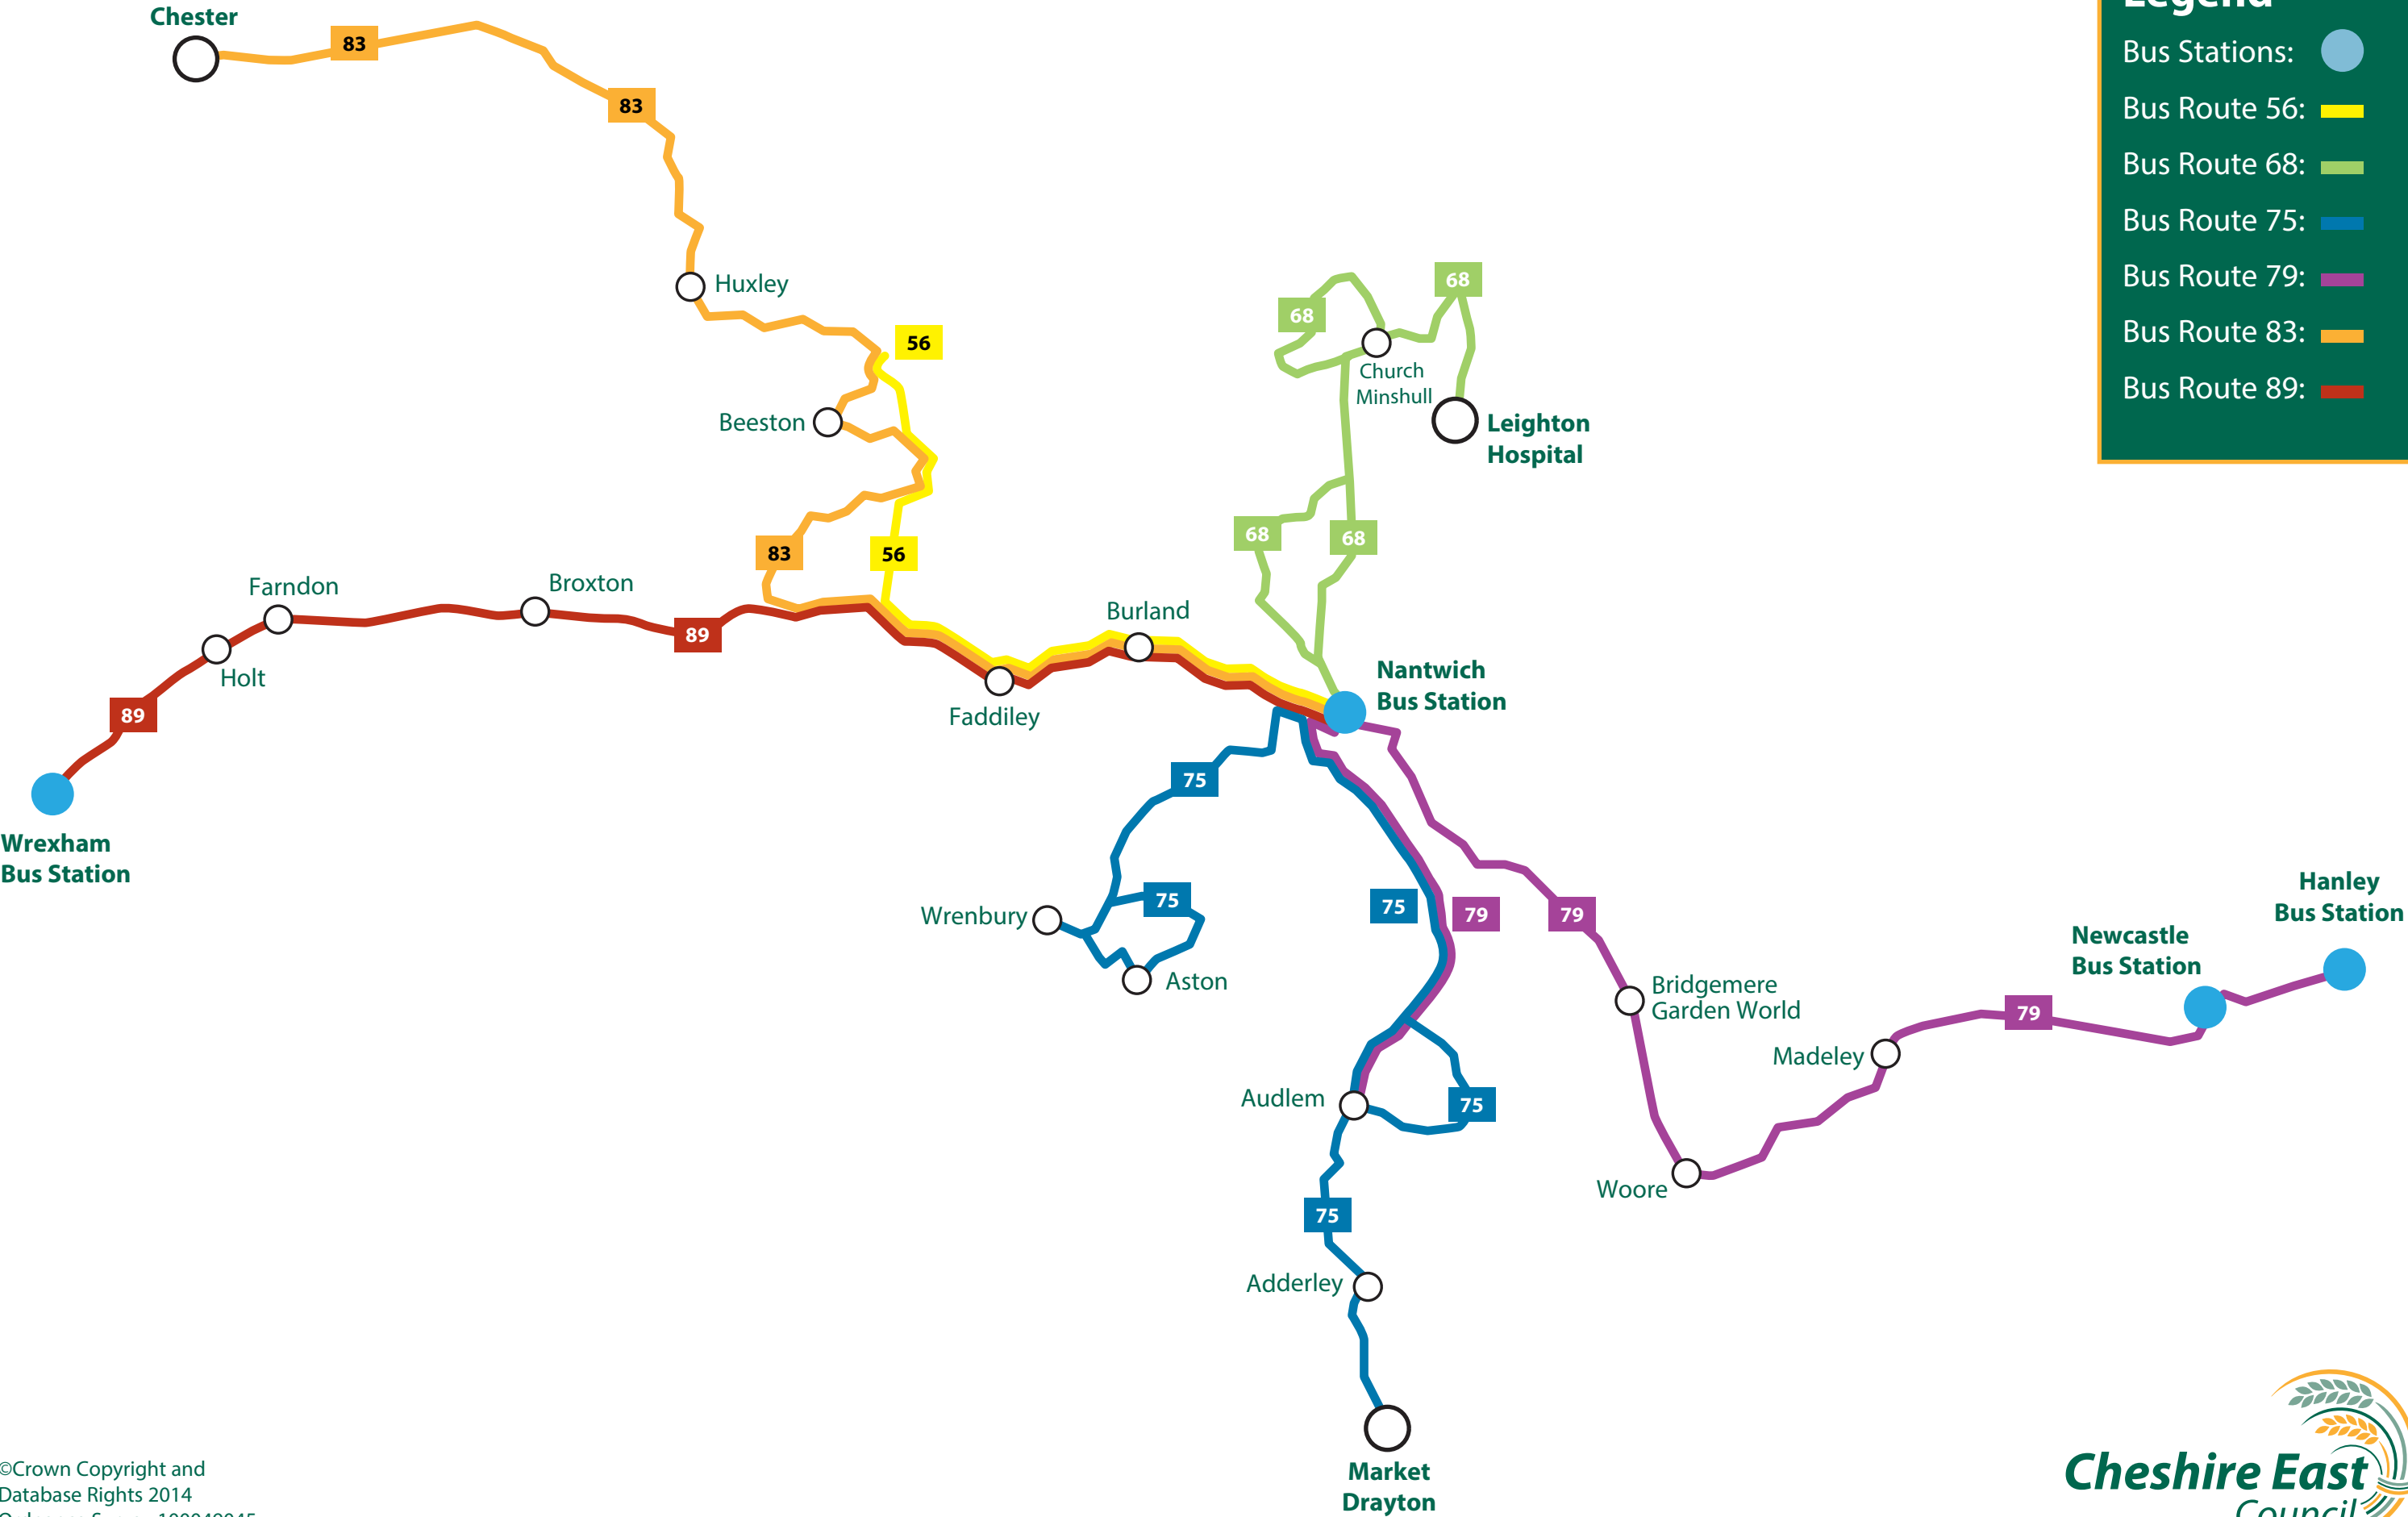 Chester
83
83
Huxley
56
Beeston
83
56
68
68
Church
Minshull
Leighton
Hospital
68
68
Farndon
Broxton
89
Holt
89
Wrexham
Bus Station
Burland
Faddiley
Nantwich
Bus Station
75
75
Wrenbury
Aston
75
79
79
Bridgemere
Garden World
Audlem
75
75
Adderley
Market
Drayton
Woore
Madeley
79
Newcastle
Bus Station
Hanley
Bus Station
Legend
Bus Stations:
Bus Route 56:
Bus Route 68:
Bus Route 75:
Bus Route 79:
Bus Route 83:
Bus Route 89:
©Crown Copyright and
Database Rights 2014
Cheshire East
Council